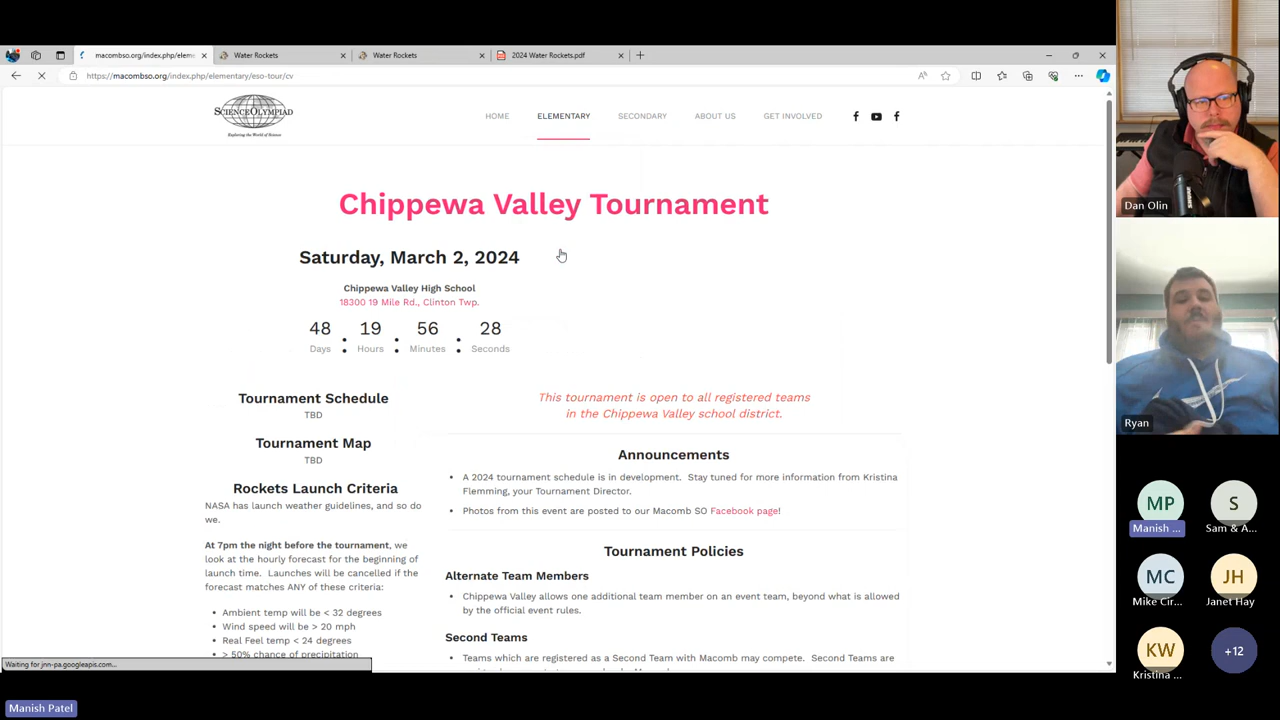 macombso.org/index.php/eleme
Water Rockets
Water Rockets
2024 Water Rockets.pdf
https://macombso.org/index.php/elementary/eso-tour/cv
SCIENCE OLYMPIAD
Exploring the World of Science
HOME
ELEMENTARY
SECONDARY
ABOUT US
GET INVOLVED
Chippewa Valley Tournament
Saturday, March 2, 2024
Chippewa Valley High School
18300 19 Mile Rd., Clinton Twp.
48 : 19 : 56 : 28
Days Hours Minutes Seconds
Tournament Schedule
TBD
Tournament Map
TBD
Rockets Launch Criteria
NASA has launch weather guidelines, and so do
we.
At 7pm the night before the tournament, we
look at the hourly forecast for the beginning of
launch time. Launches will be cancelled if the
forecast matches ANY of these criteria:
• Ambient temp will be < 32 degrees
• Wind speed will be > 20 mph
• Real Feel temp < 24 degrees
• > 50% chance of precipitation
This tournament is open to all registered teams
in the Chippewa Valley school district.
Announcements
• A 2024 tournament schedule is in development. Stay tuned for more information from Kristina
Flemming, your Tournament Director.
• Photos from this event are posted to our Macomb SO Facebook page!
Tournament Policies
Alternate Team Members
• Chippewa Valley allows one additional team member on an event team, beyond what is allowed
by the official event rules.
Second Teams
• Teams which are registered as a Second Team with Macomb may compete. Second Teams are
Waiting for jnn-pa.googleapis.com...
Dan Olin
Ryan
MP
Manish ...
S
Sam & A...
MC
Mike Cir...
JH
Janet Hay
KW
Kristina ...
+12
Manish Patel